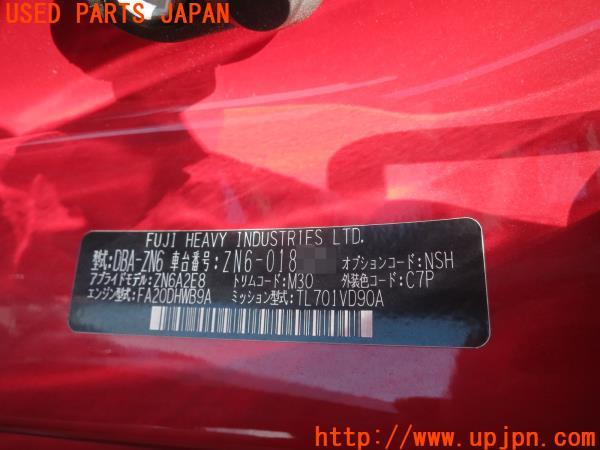 USED PARTS JAPAN
FUJI HEAVY INDUSTRIES LTD.
型式:DBA-ZN6 車台番号:ZN6-018 オプションコード:NSH
アプライドモデル:ZN6A2E8 トリムコード:M30 外装色コード:C7P
エンジン型式:FA20DHWB9A ミッション型式:TL701VD90A
UPJ http://www.upjpn.com